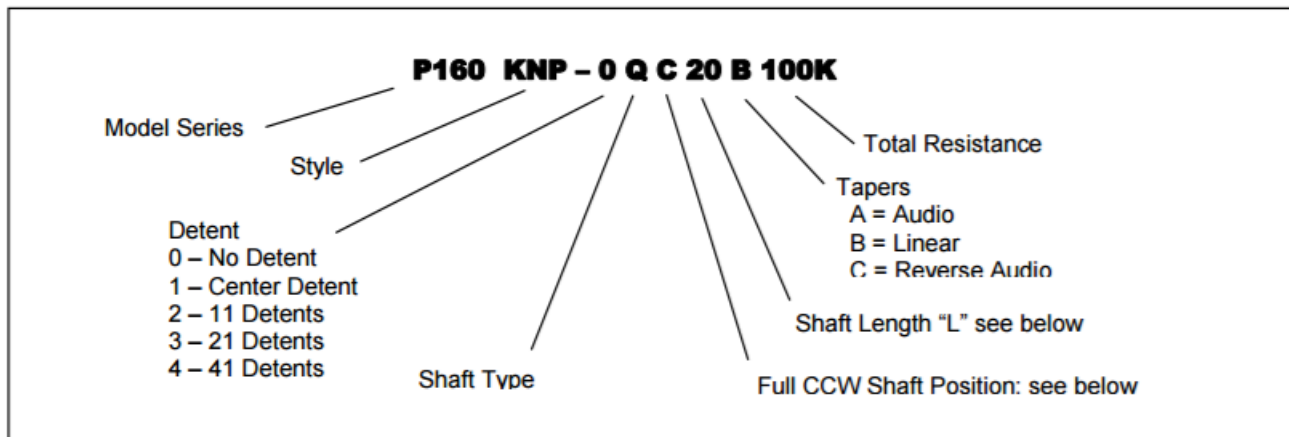 P160 KNP – 0 Q C 20 B 100K
Model Series
Total Resistance
Style
Tapers
A = Audio
B = Linear
C = Reverse Audio
Detent
0 – No Detent
1 – Center Detent
2 – 11 Detents
3 – 21 Detents
4 – 41 Detents
Shaft Length “L” see below
Shaft Type
Full CCW Shaft Position: see below